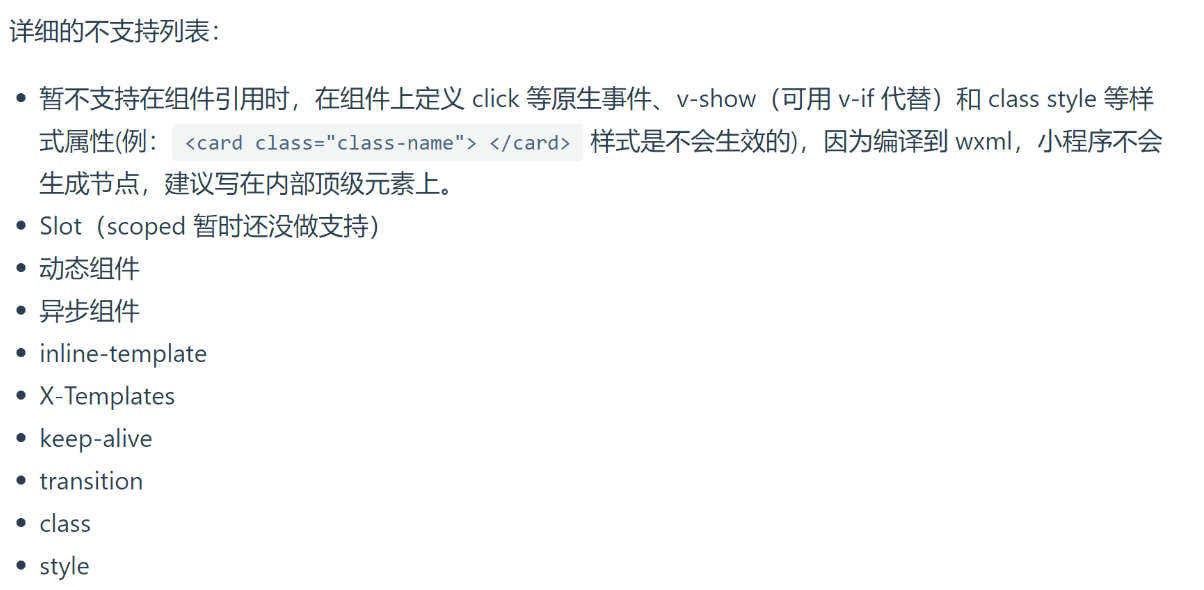 详细的不支持列表：
暂不支持在组件引用时，在组件上定义 click 等原生事件、v-show（可用 v-if 代替）和 class style 等样
式属性(例： <card class="class-name"> </card> 样式是不会生效的)，因为编译到 wxml，小程序不会
生成节点，建议写在内部顶级元素上。
Slot（scoped 暂时还没做支持）
动态组件
异步组件
inline-template
X-Templates
keep-alive
transition
class
style